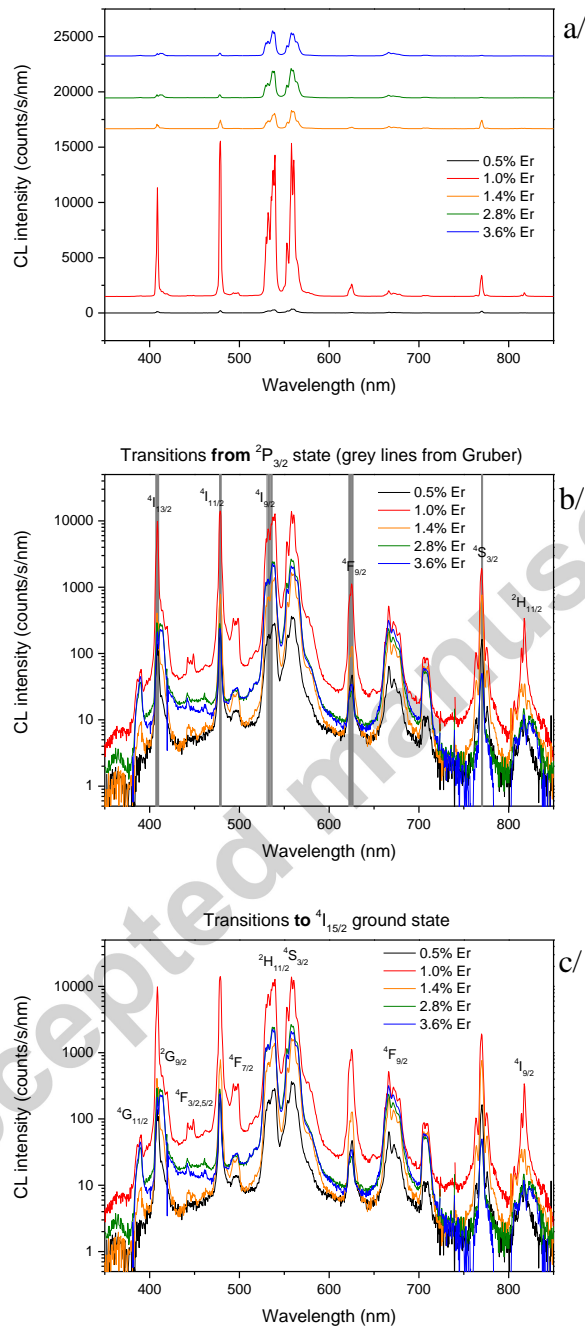 a/
25000
20000
15000
10000
5000
0
CL intensity (counts/s/nm)
0.5% Er
1.0% Er
1.4% Er
2.8% Er
3.6% Er
400 500 600 700 800
Wavelength (nm)
Transitions from ²P₃/₂ state (grey lines from Gruber)
b/
10000
1000
100
10
1
CL intensity (counts/s/nm)
⁴I₁₃/₂ ⁴I₁₁/₂ ⁴I₉/₂ ⁴F₉/₂ ⁴S₃/₂ ²H₁₁/₂
0.5% Er
1.0% Er
1.4% Er
2.8% Er
3.6% Er
400 500 600 700 800
Wavelength (nm)
Transitions to ⁴I₁₅/₂ ground state
c/
10000
1000
100
10
1
CL intensity (counts/s/nm)
⁴G₁₁/₂ ²G₉/₂ ⁴F₃/₂,₅/₂ ⁴F₇/₂ ²H₁₁/₂ ⁴S₃/₂ ⁴F₉/₂ ⁴I₉/₂
0.5% Er
1.0% Er
1.4% Er
2.8% Er
3.6% Er
400 500 600 700 800
Wavelength (nm)
cepted manus